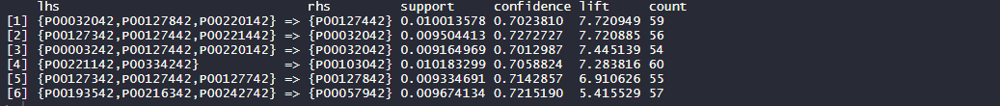 lhs rhs support confidence lift count
[1] {P00032042,P00127842,P00220142} => {P00127442} 0.010013578 0.7023810 7.720949 59
[2] {P00127342,P00127442,P00221442} => {P00032042} 0.009504413 0.7272727 7.720885 56
[3] {P00003242,P00127442,P00220142} => {P00032042} 0.009164969 0.7012987 7.445139 54
[4] {P00221142,P00334242} => {P00103042} 0.010183299 0.7058824 7.283816 60
[5] {P00127342,P00127442,P00127742} => {P00127842} 0.009334691 0.7142857 6.910626 55
[6] {P00193542,P00216342,P00242742} => {P00057942} 0.009674134 0.7215190 5.415529 57